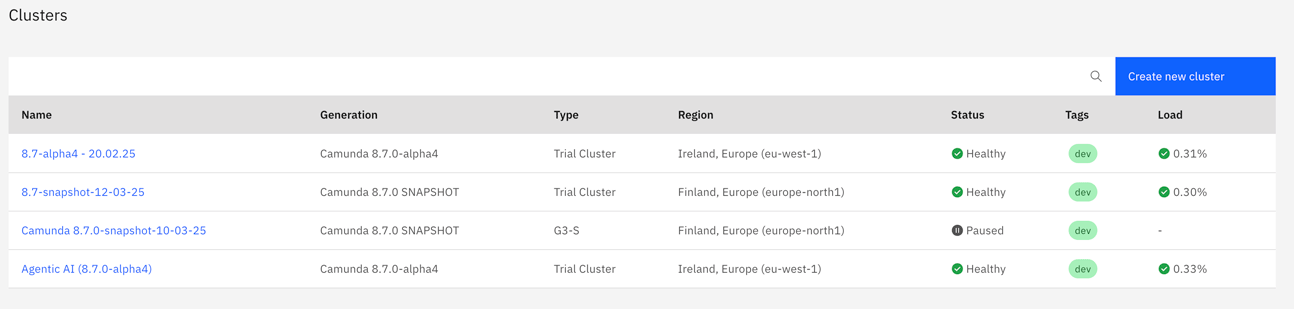 Clusters
Create new cluster
Name Generation Type Region Status Tags Load
8.7-alpha4 - 20.02.25 Camunda 8.7.0-alpha4 Trial Cluster Ireland, Europe (eu-west-1) Healthy dev 0.31%
8.7-snapshot-12-03-25 Camunda 8.7.0 SNAPSHOT Trial Cluster Finland, Europe (europe-north1) Healthy dev 0.30%
Camunda 8.7.0-snapshot-10-03-25 Camunda 8.7.0 SNAPSHOT G3-S Finland, Europe (europe-north1) Paused dev -
Agentic AI (8.7.0-alpha4) Camunda 8.7.0-alpha4 Trial Cluster Ireland, Europe (eu-west-1) Healthy dev 0.33%